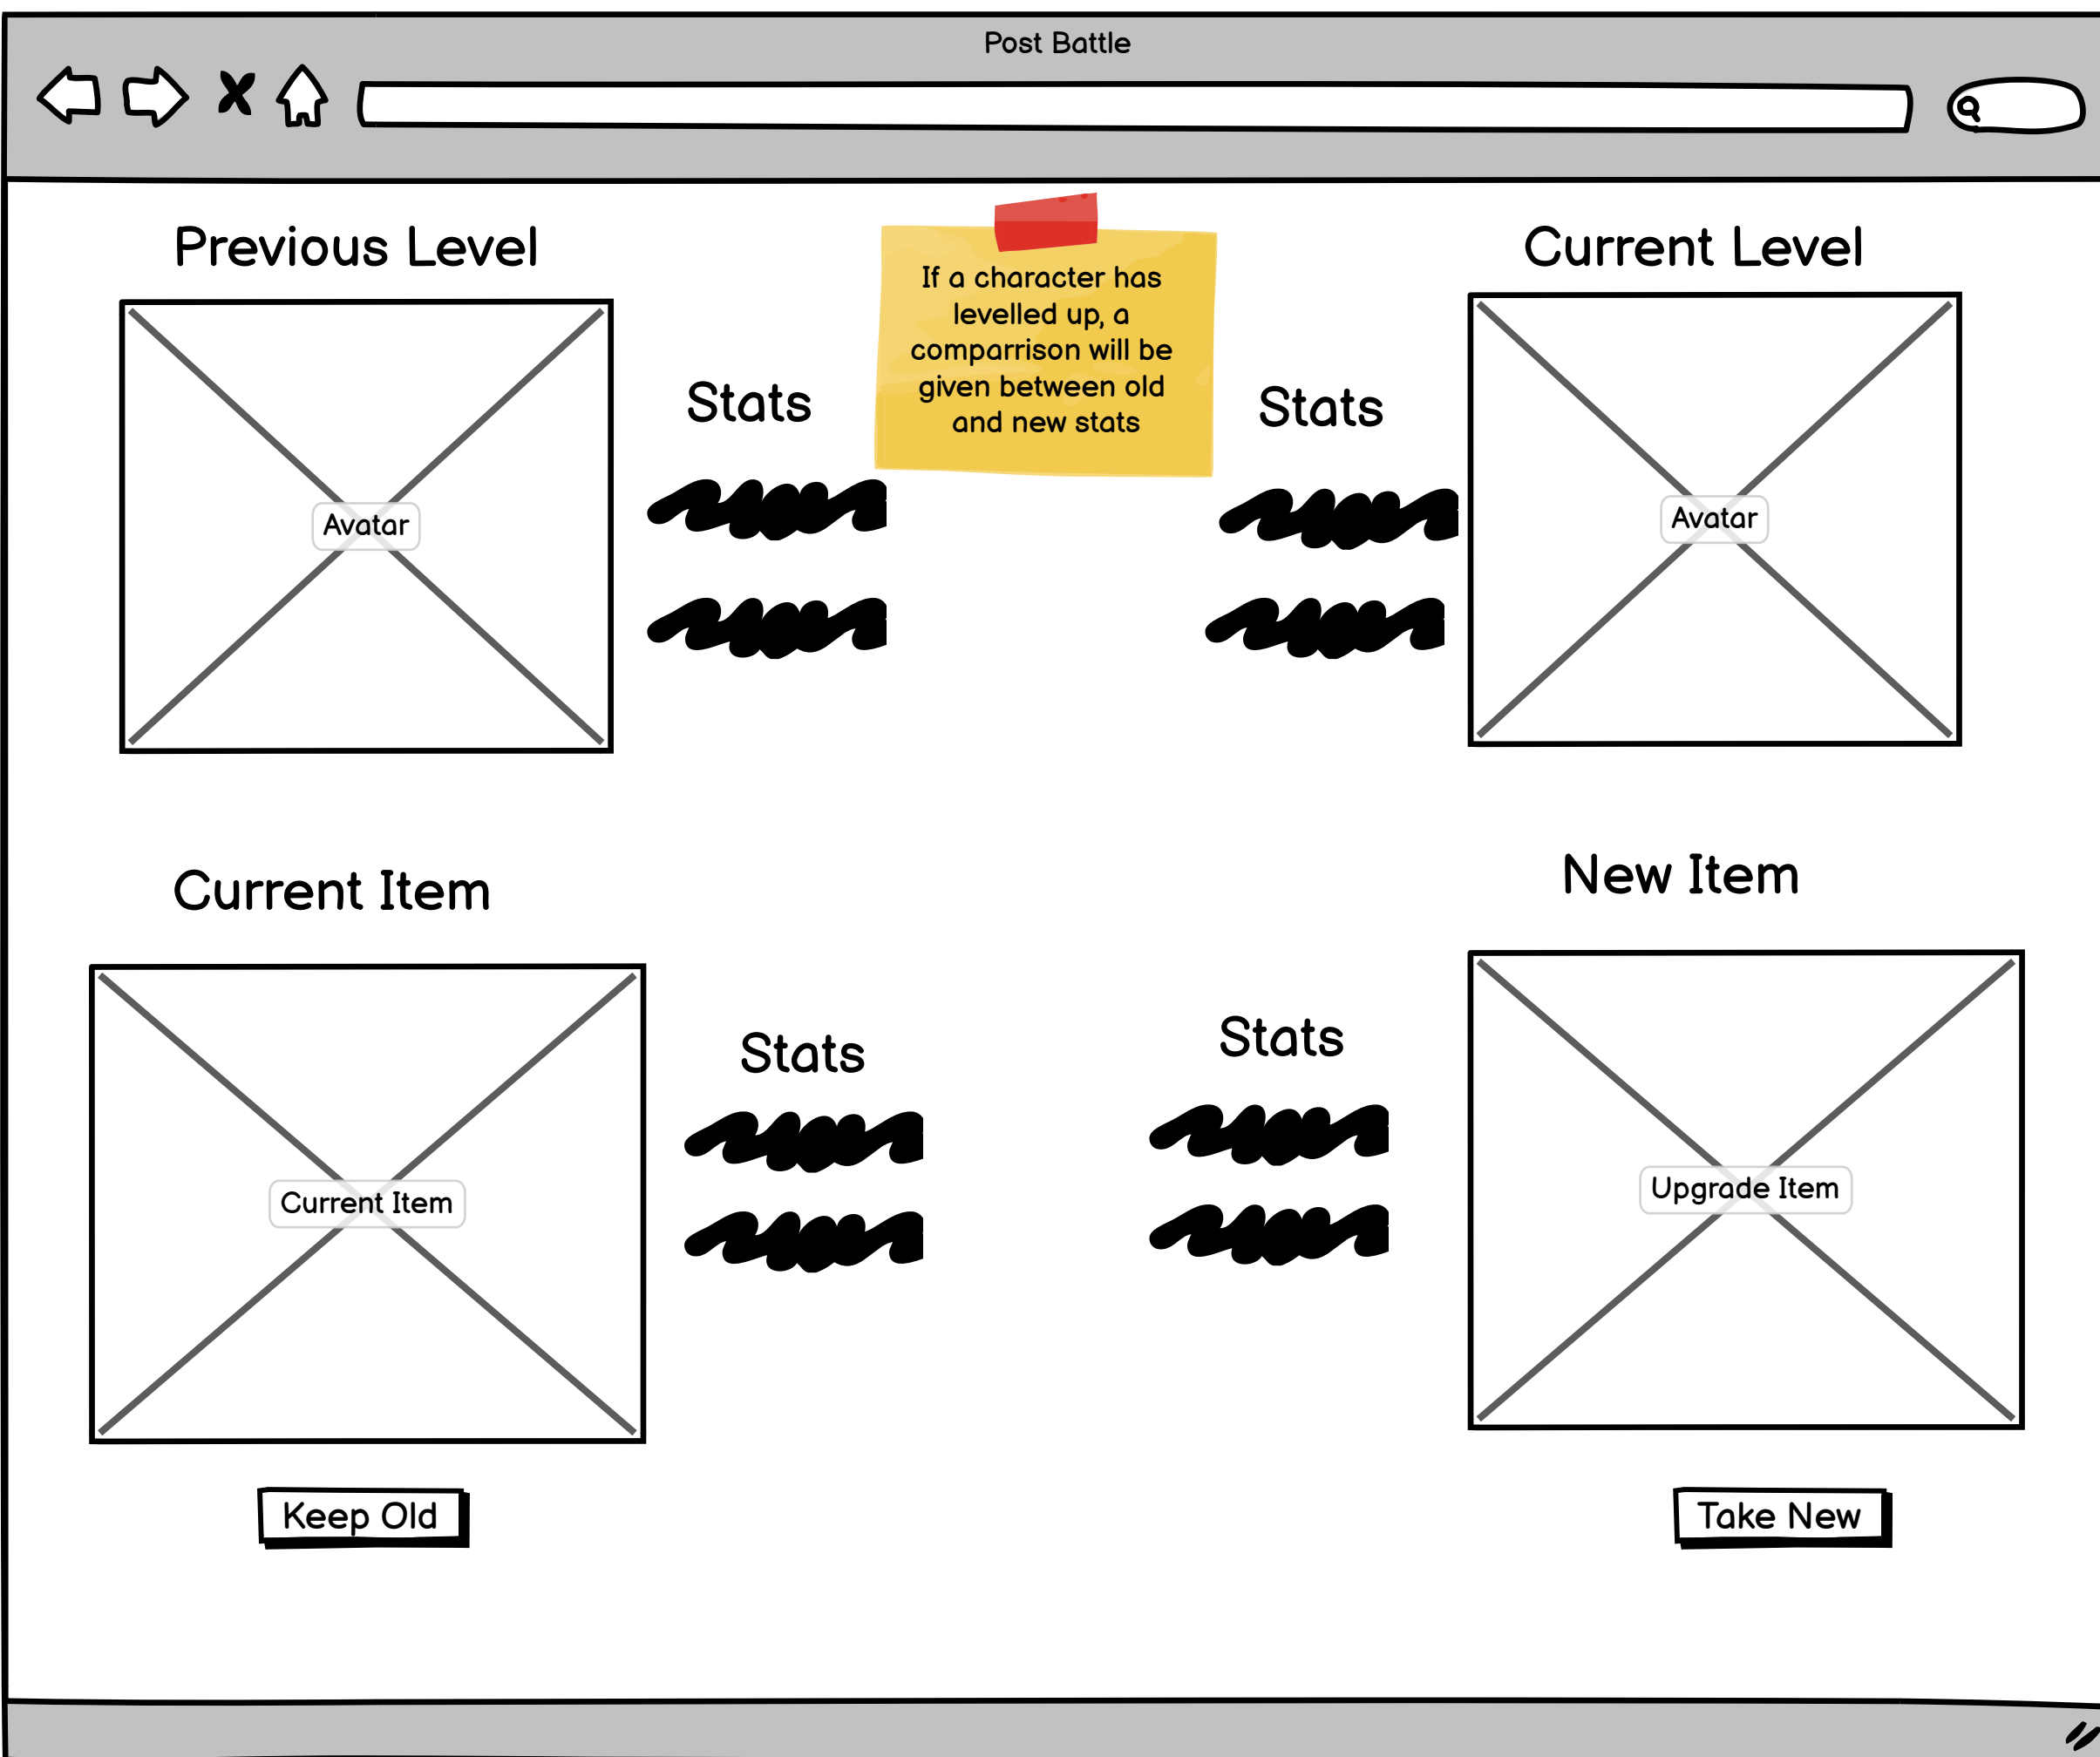 Post Battle
Previous Level
Current Level
If a character has
levelled up, a
comparrison will be
given between old
and new stats
Stats
Stats
Avatar
Avatar
Current Item
New Item
Stats
Stats
Current Item
Upgrade Item
Keep Old
Take New